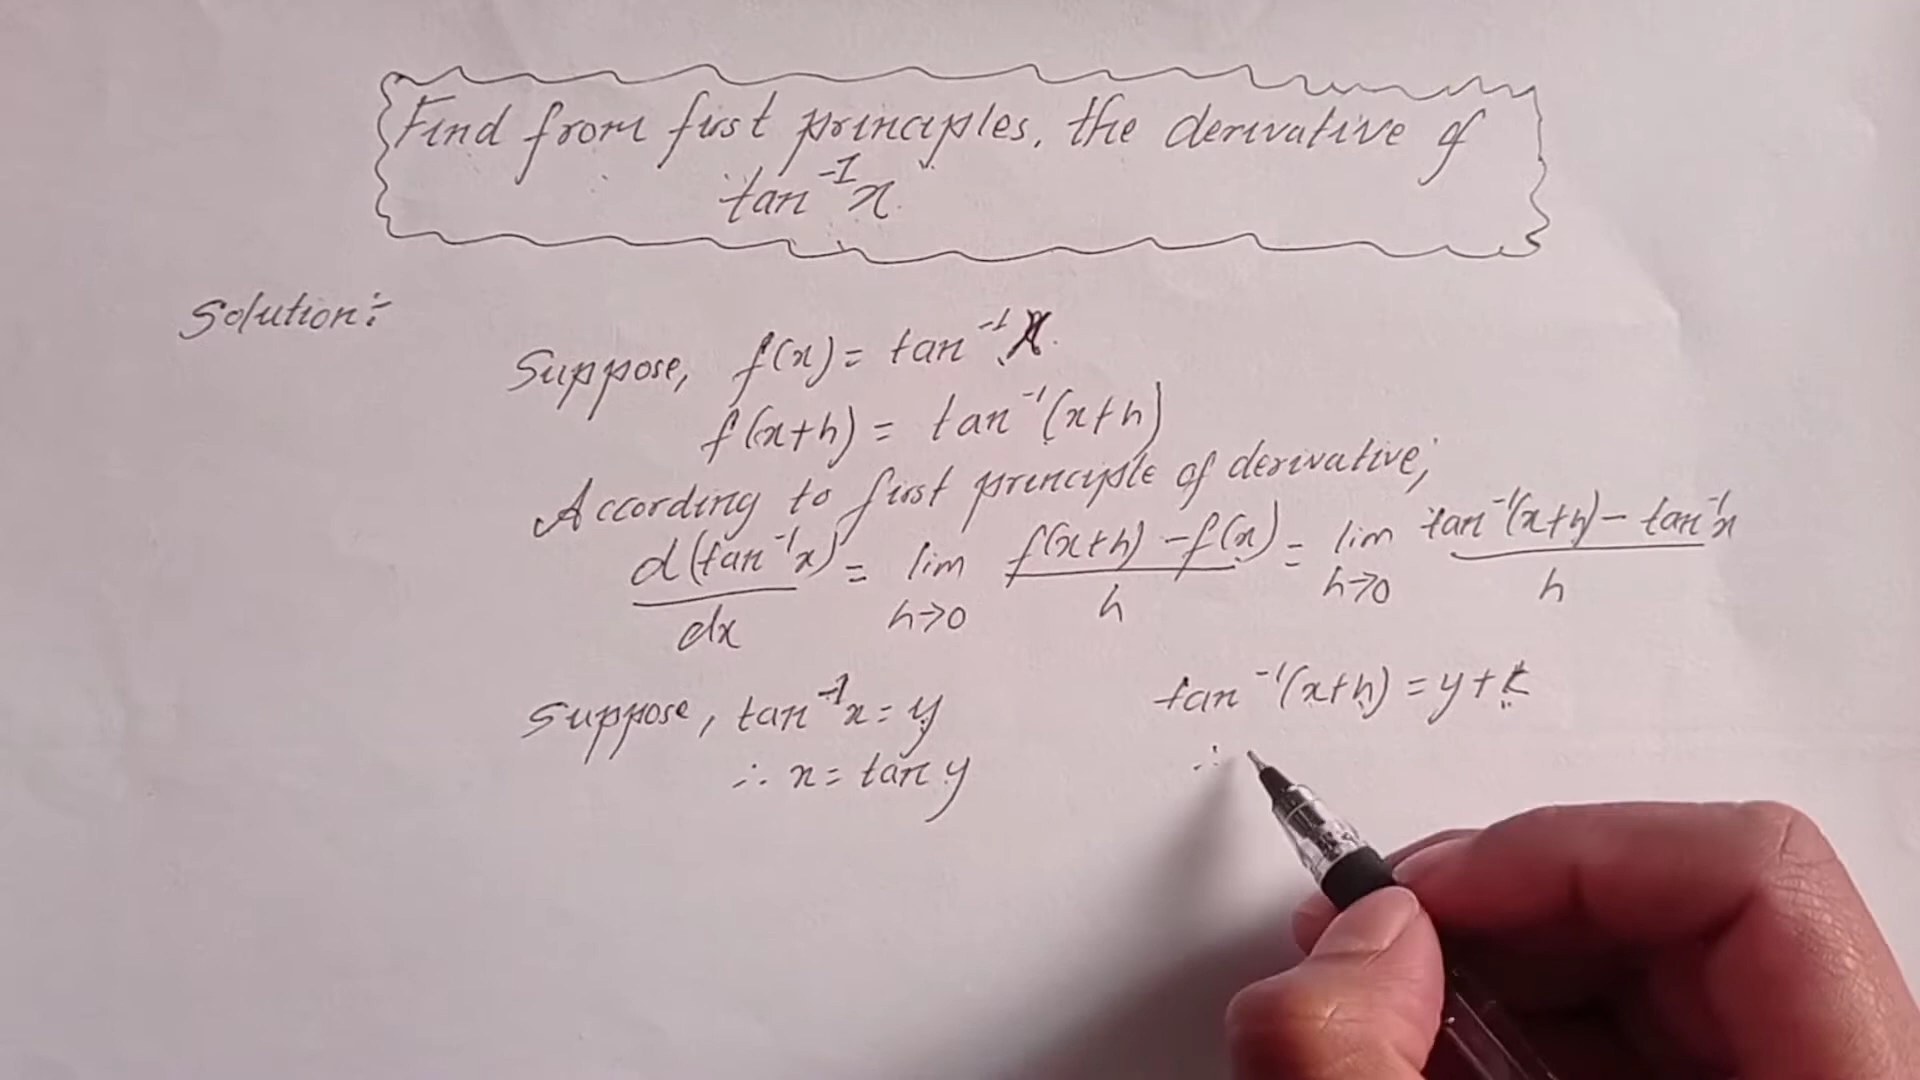 Find from first principles, the derivative of
tan⁻¹x
Solution:-
Suppose, f(x) = tan⁻¹x.
f(x+h) = tan⁻¹(x+h)
According to first principle of derivative,
d(tan⁻¹x)/dx = lim h→0 f(x+h) - f(x)/h = lim h→0 tan⁻¹(x+h) - tan⁻¹x/h
Suppose, tan⁻¹x = y
∴ x = tan y
tan⁻¹(x+h) = y+k
∴